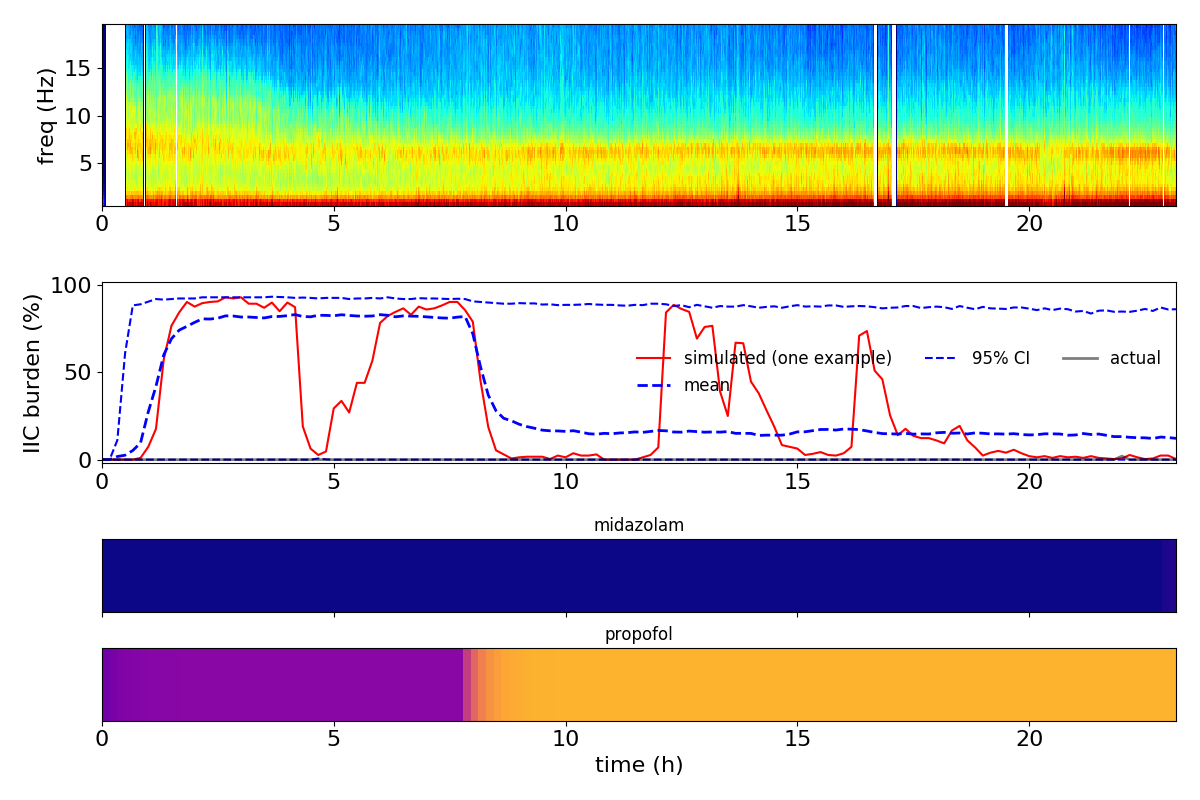 freq (Hz)
15
10
5
0 5 10 15 20
IIC burden (%)
100
50
0
simulated (one example) 95% CI actual
mean
0 5 10 15 20
midazolam
propofol
0 5 10 15 20
time (h)